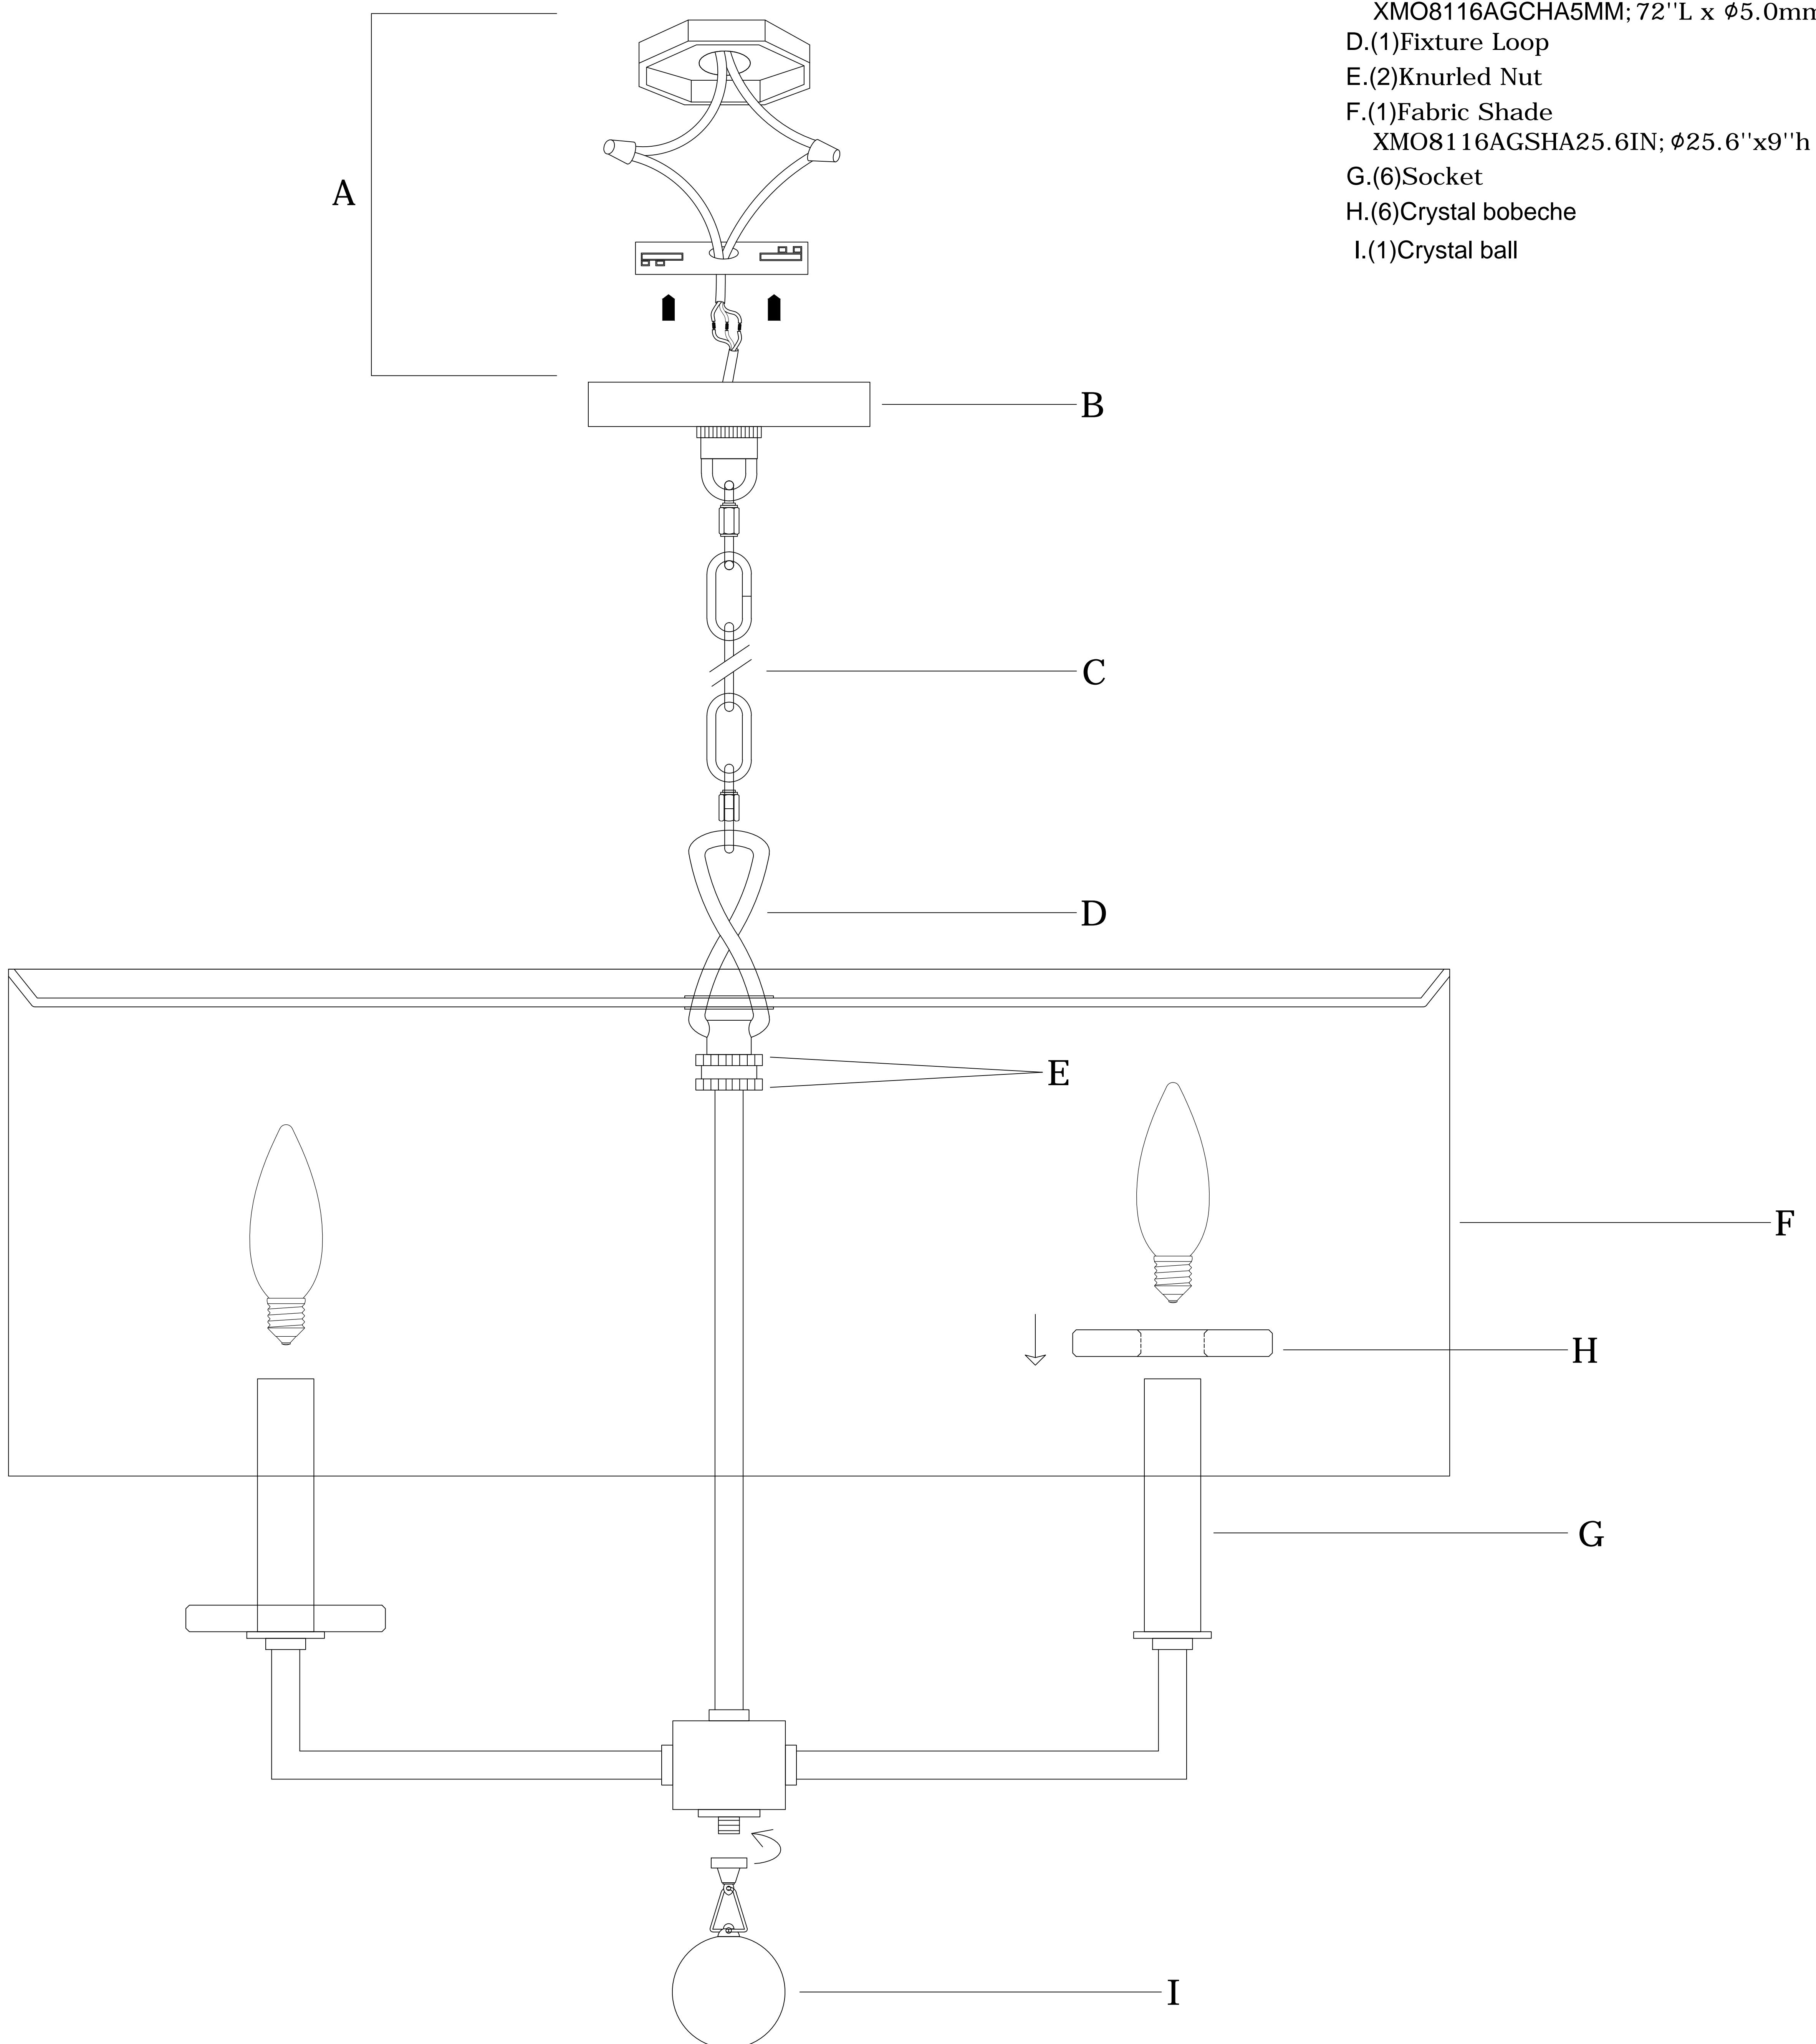 XMO8116AGCHA5MM; 72''L x φ5.0mm
D.(1)Fixture Loop
E.(2)Knurled Nut
F.(1)Fabric Shade
XMO8116AGSHA25.6IN; φ25.6''x9''h
G.(6)Socket
H.(6)Crystal bobeche
I.(1)Crystal ball
A
B
C
D
E
F
H
G
I